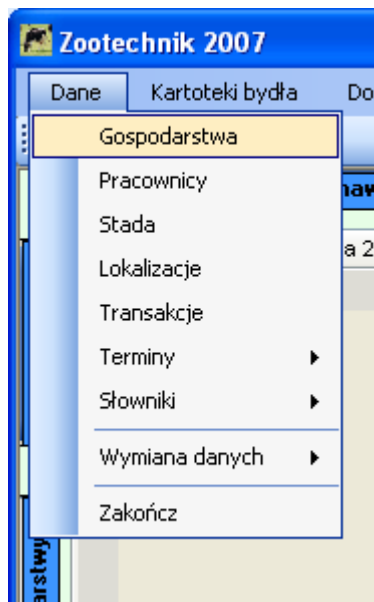 Zootechnik 2007
Dane Kartoteki bydła
Gospodarstwa
Pracownicy
Stada
Lokalizacje
Transakcje
Terminy
Słowniki
Wymiana danych
Zakończ